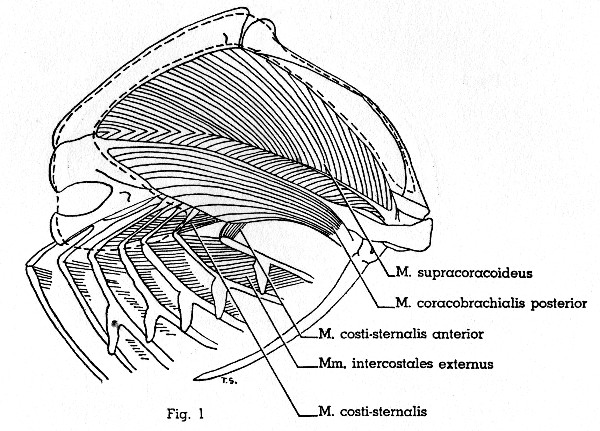 M. supracoracoideus
M. coracobrachialis posterior
M. costi-sternalis anterior
Mm. intercostales externus
T.S.
M. costi-sternalis
Fig. 1